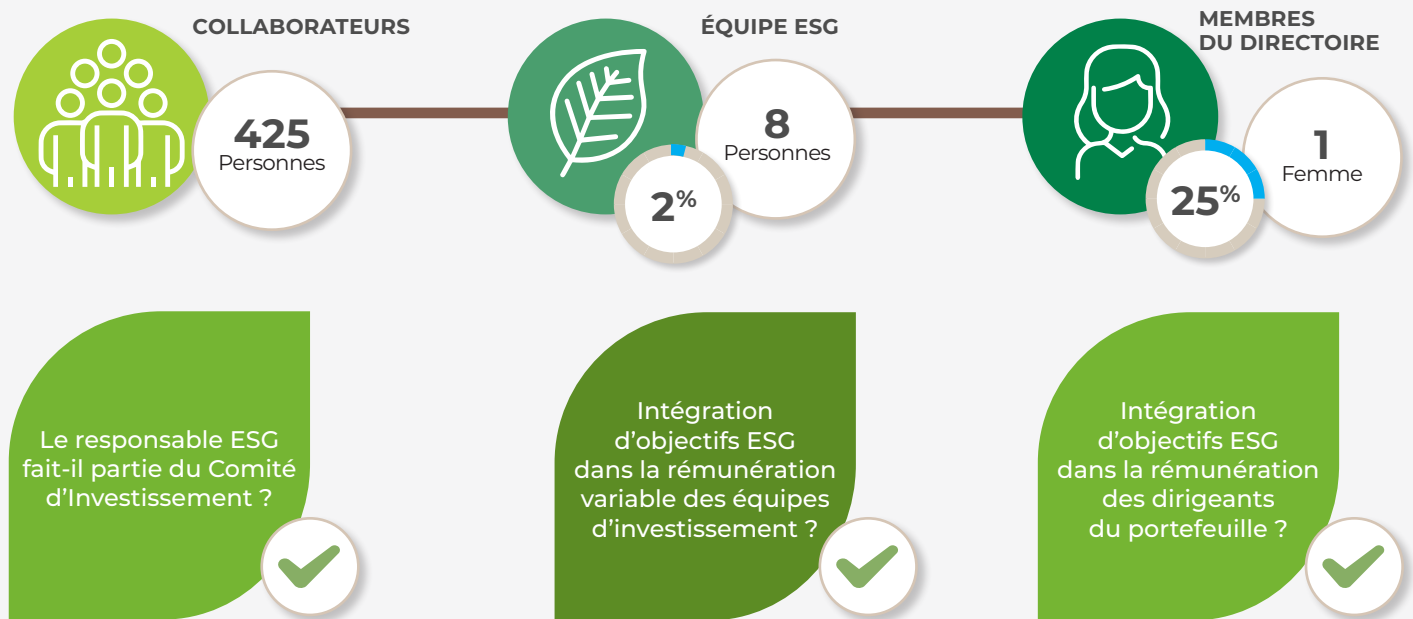 COLLABORATEURS
425
Personnes
ÉQUIPE ESG
8
Personnes
2%
MEMBRES
DU DIRECTOIRE
1
Femme
25%
Le responsable ESG
fait-il partie du Comité
d’Investissement ?
Intégration
d’objectifs ESG
dans la rémunération
variable des équipes
d’investissement ?
Intégration
d’objectifs ESG
dans la rémunération
des dirigeants
du portefeuille ?